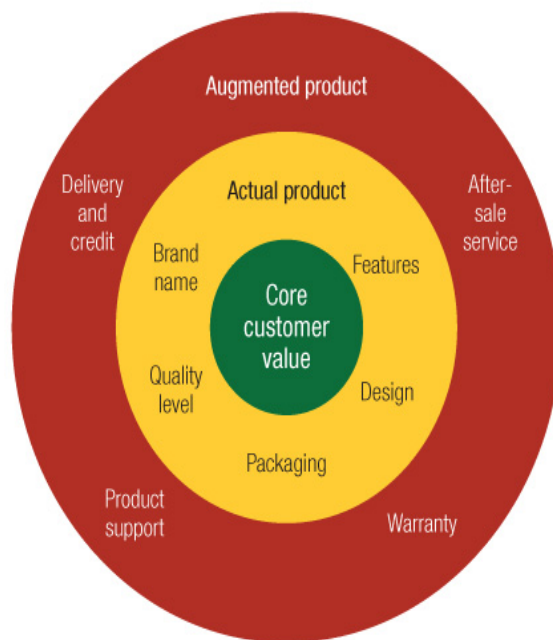 Augmented product
Delivery
and
credit
After-
sale
service
Actual product
Brand
name
Features
Core
customer
value
Quality
level
Design
Packaging
Product
support
Warranty